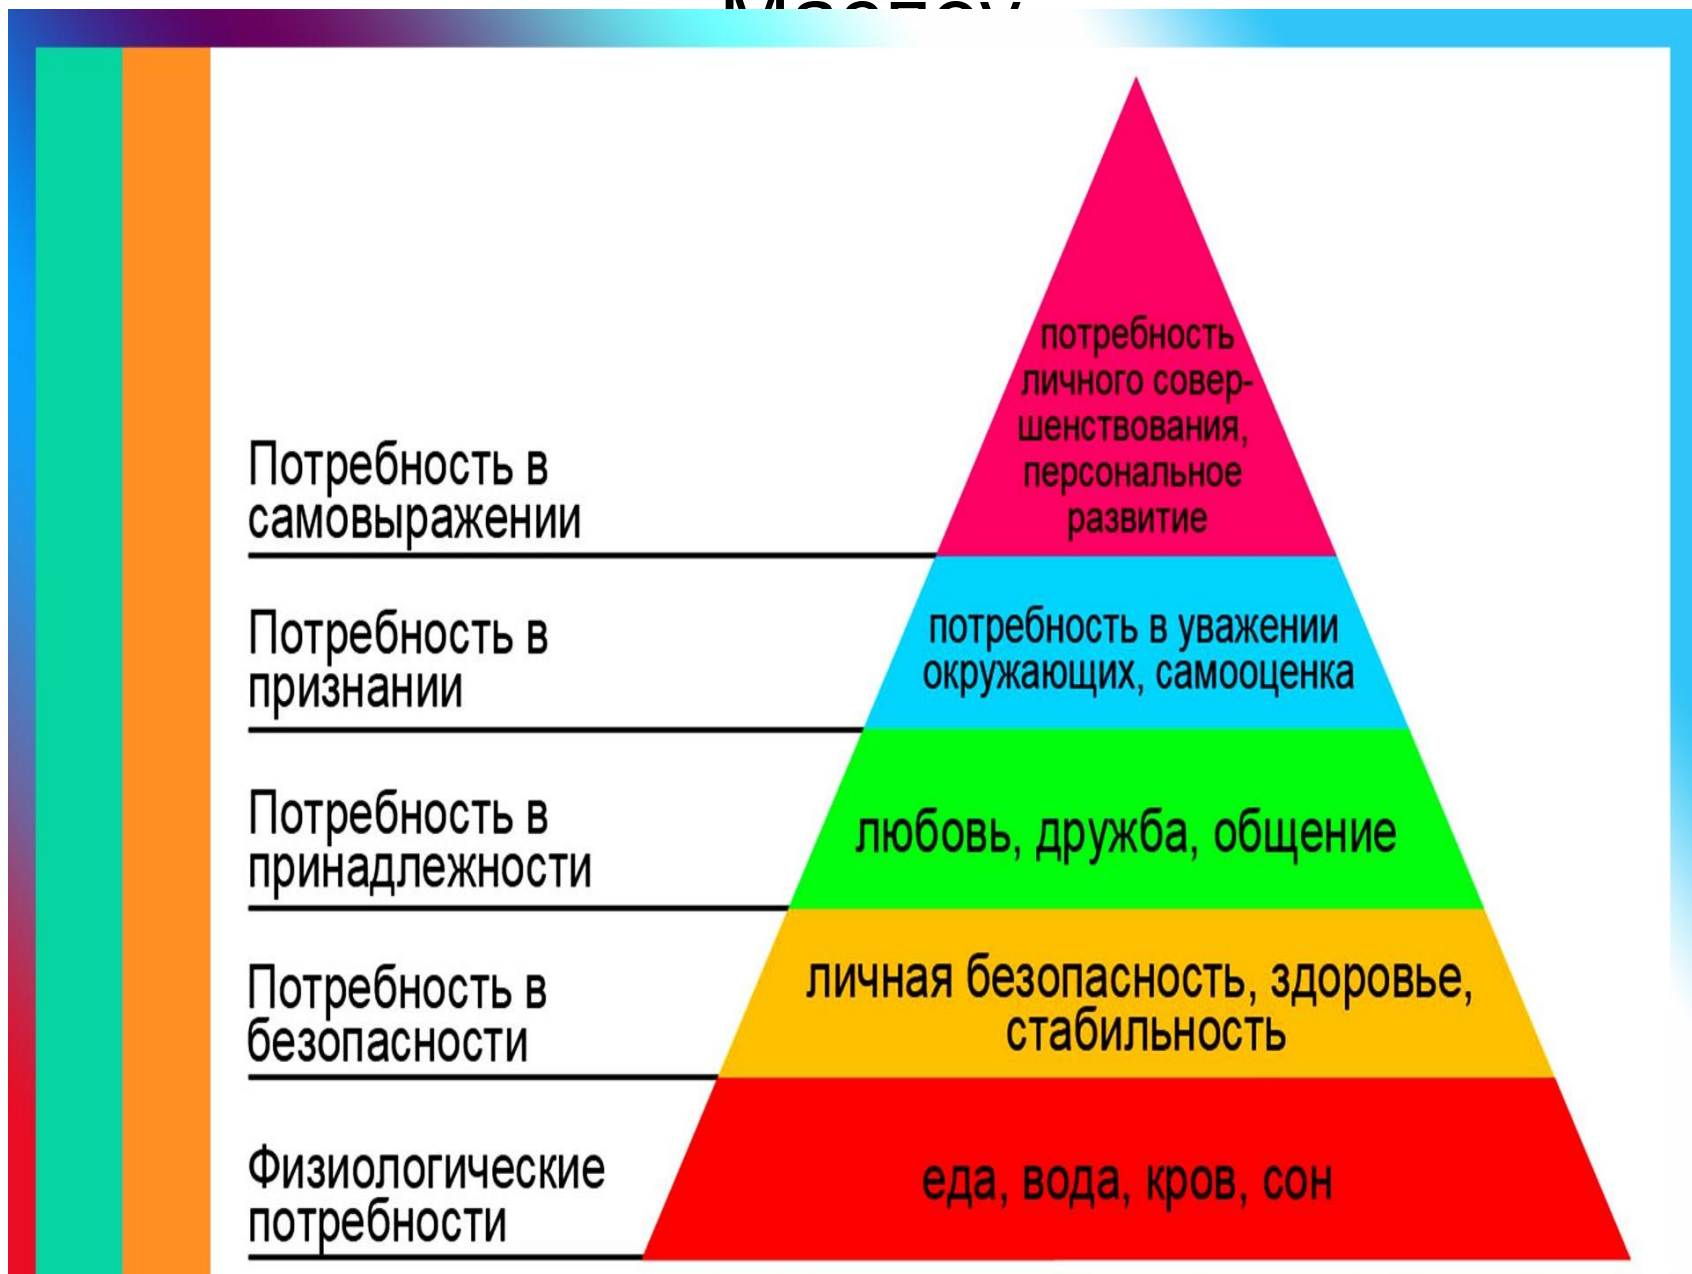 Маслоу
потребность
личного совер-
шенствования,
персональное
развитие
Потребность в
самовыражении
потребность в уважении
окружающих, самооценка
Потребность в
признании
любовь, дружба, общение
Потребность в
принадлежности
личная безопасность, здоровье,
стабильность
Потребность в
безопасности
еда, вода, кров, сон
Физиологические
потребности